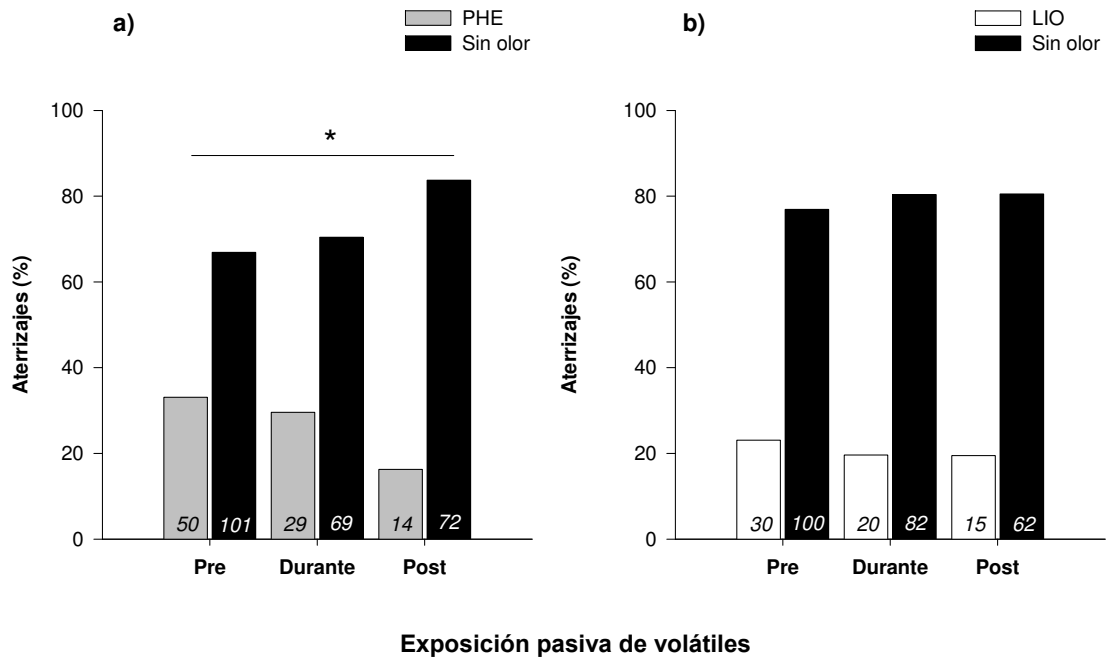 a)
PHE
Sin olor
Aterrizajes (%)
100
80
60
40
20
0
*
50 101 29 69 14 72
Pre Durante Post
b)
LIO
Sin olor
Aterrizajes (%)
100
80
60
40
20
0
30 100 20 82 15 62
Pre Durante Post
Exposición pasiva de volátiles